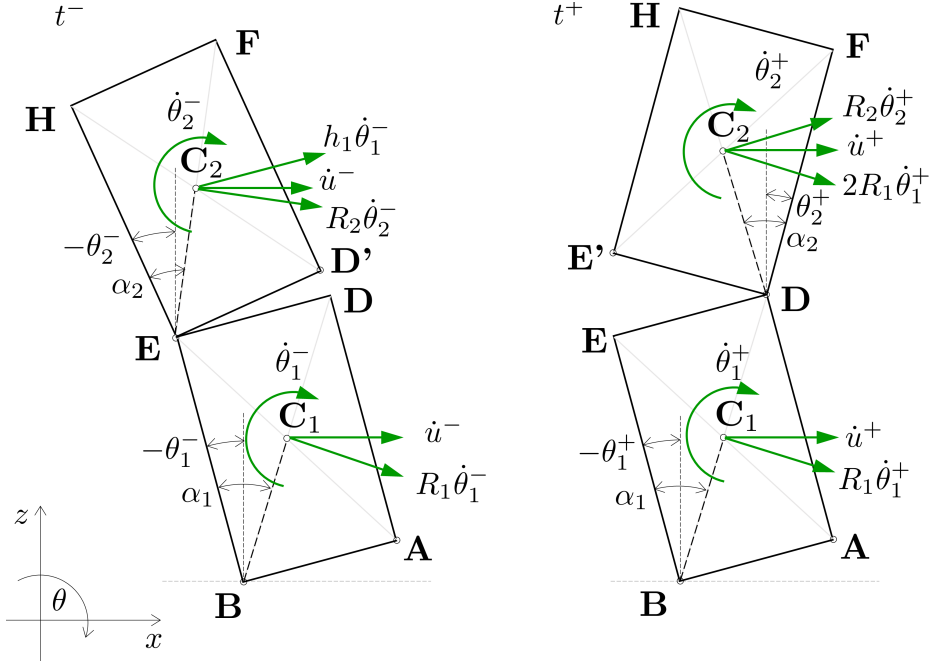 t⁻
H
F
θ̇₂⁻
C₂
h₁θ̇₁⁻
u̇⁻
R₂θ̇₂⁻
−θ₂⁻
α₂
D'
D
E
θ̇₁⁻
C₁
u̇⁻
−θ₁⁻
R₁θ̇₁⁻
α₁
A
B
z
θ
x
t⁺
H
F
θ̇₂⁺
R₂θ̇₂⁺
C₂
u̇⁺
2R₁θ̇₁⁺
θ₂⁺
α₂
E'
D
E
θ̇₁⁺
C₁
u̇⁺
−θ₁⁺
R₁θ̇₁⁺
α₁
A
B